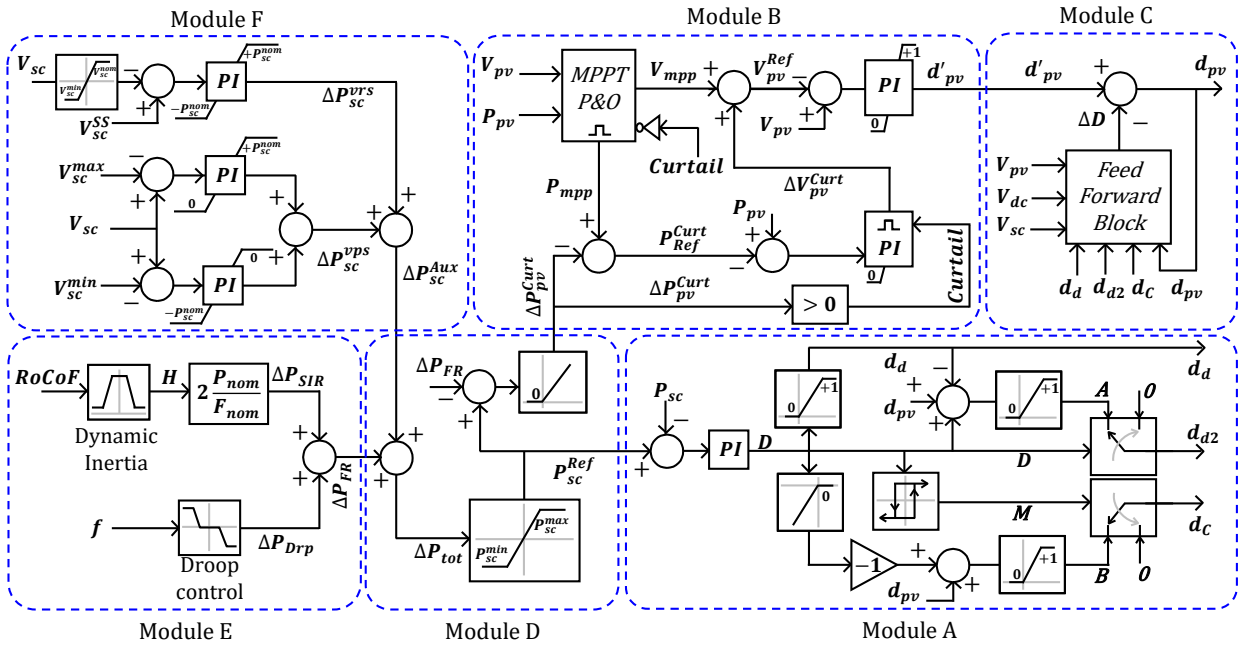 Module F
V_sc
V_sc^nom
V_sc^min
−
+
V_sc^SS
PI
+P_sc^nom
−P_sc^nom
ΔP_sc^vrs
V_sc^max
−
+
PI
+P_sc^nom
0
V_sc
+
+
ΔP_sc^vps
+
+
ΔP_sc^Aux
V_sc^min
+
−
PI
0
−P_sc^nom
Module B
V_pv
P_pv
MPPT
P&O
V_mpp
+
+
V_pv^Ref
−
+
V_pv
PI
+1
0
d'_pv
Curtail
P_mpp
ΔV_pv^Curt
+
−
P_Ref^Curt
P_pv
+
−
PI
0
ΔP_pv^Curt
ΔP_pv^Curt
> 0
Curtail
Module C
d'_pv
+
−
d_pv
ΔD
V_pv
V_dc
V_sc
Feed
Forward
Block
d_d
d_d2
d_C
d_pv
RoCoF
H
2 P_nom / F_nom
ΔP_SIR
Dynamic
Inertia
+
+
ΔP_FR
f
ΔP_Drp
Droop
control
Module E
ΔP_FR
−
+
0
+
+
ΔP_tot
P_sc^max
P_sc^min
P_sc^Ref
Module D
P_sc
−
+
PI
D
+1
0
0
d_d
−
+
+
d_pv
+1
0
A
0
d_d
d_d2
D
M
d_C
−1
+
+
d_pv
+1
0
B
0
Module A